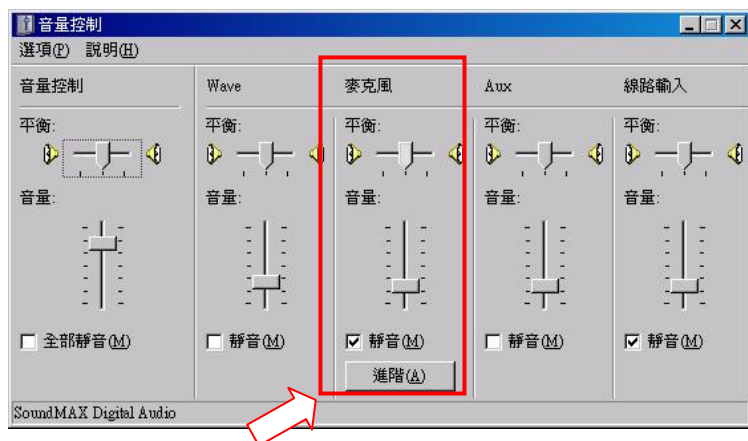 音量控制
選項(P) 說明(H)
音量控制 Wave 麥克風 Aux 線路輸入
平衡: 平衡: 平衡: 平衡: 平衡:
音量: 音量: 音量: 音量: 音量:
全部靜音(M) 靜音(M) 靜音(M) 靜音(M) 靜音(M)
進階(A)
SoundMAX Digital Audio